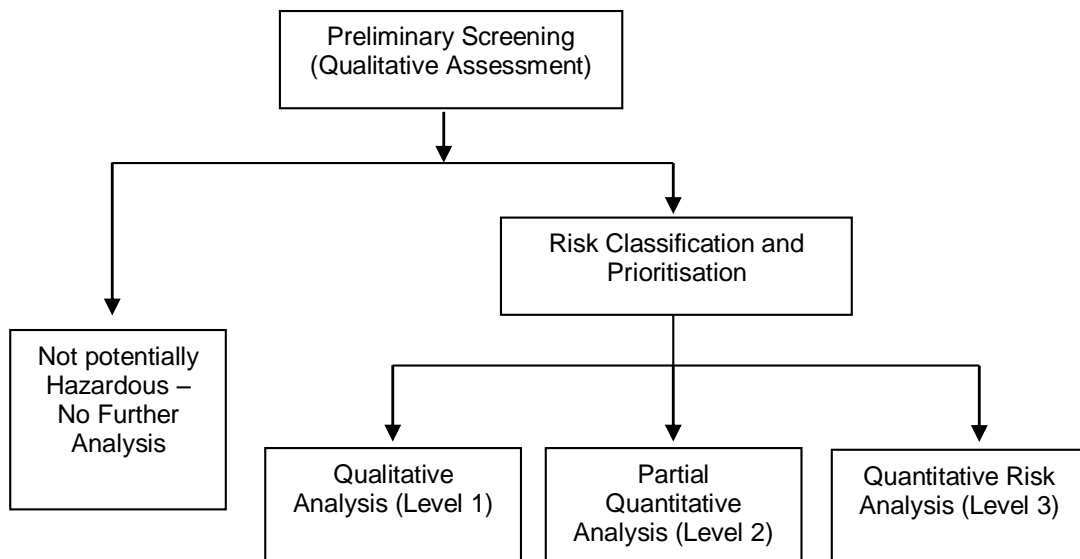 Preliminary Screening
(Qualitative Assessment)
Risk Classification and
Prioritisation
Not potentially
Hazardous –
No Further
Analysis
Qualitative
Analysis (Level 1)
Partial
Quantitative
Analysis (Level 2)
Quantitative Risk
Analysis (Level 3)